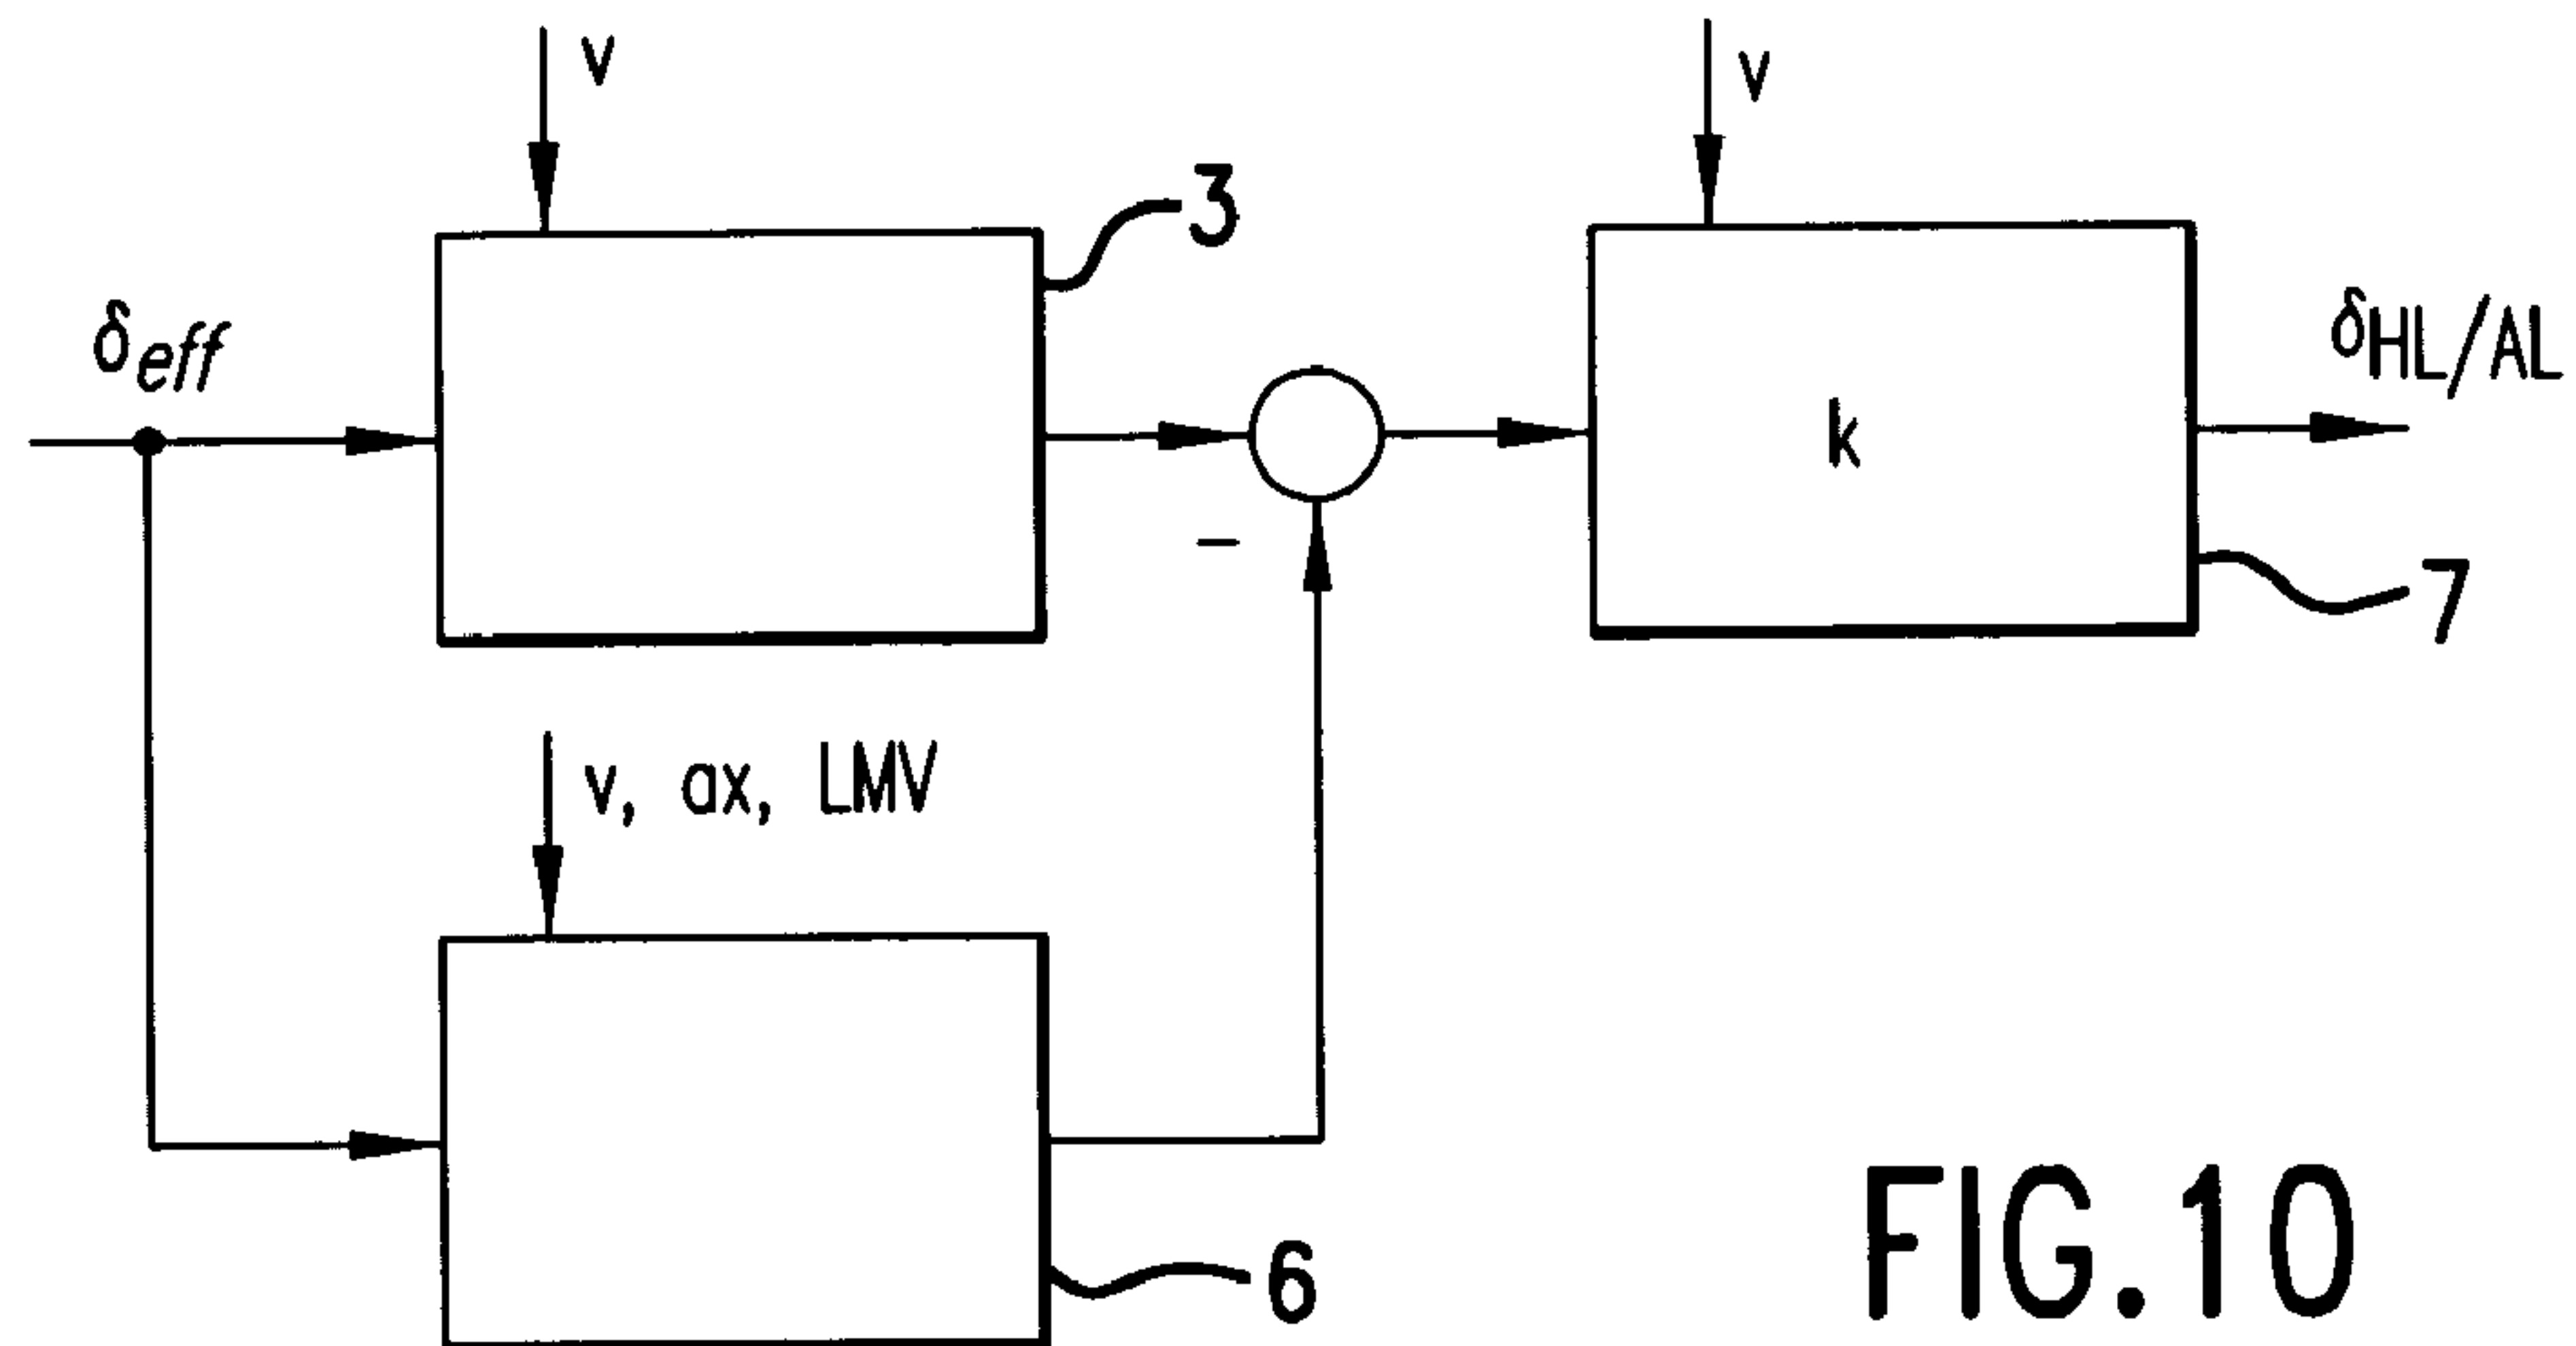 v
v
3
δeff
δHL/AL
k
-
7
v, ax, LMV
6
FIG.10